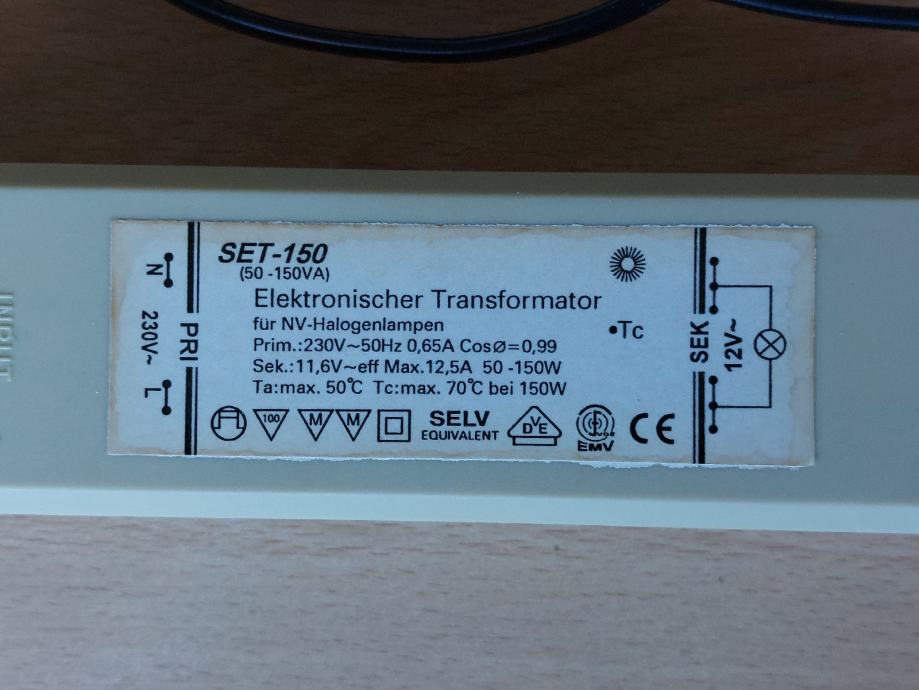 INPUT
N
230V~
L
PRI
SET-150
(50-150VA)
Elektronischer Transformator
für NV-Halogenlampen
Prim.:230V~50Hz 0,65A CosØ=0,99
Sek.:11,6V~eff Max.12,5A 50-150W
Ta:max. 50°C Tc:max. 70°C bei 150W
•Tc
100
M
M
SELV
EQUIVALENT
DVE
EMV
CE
SEK
12V~